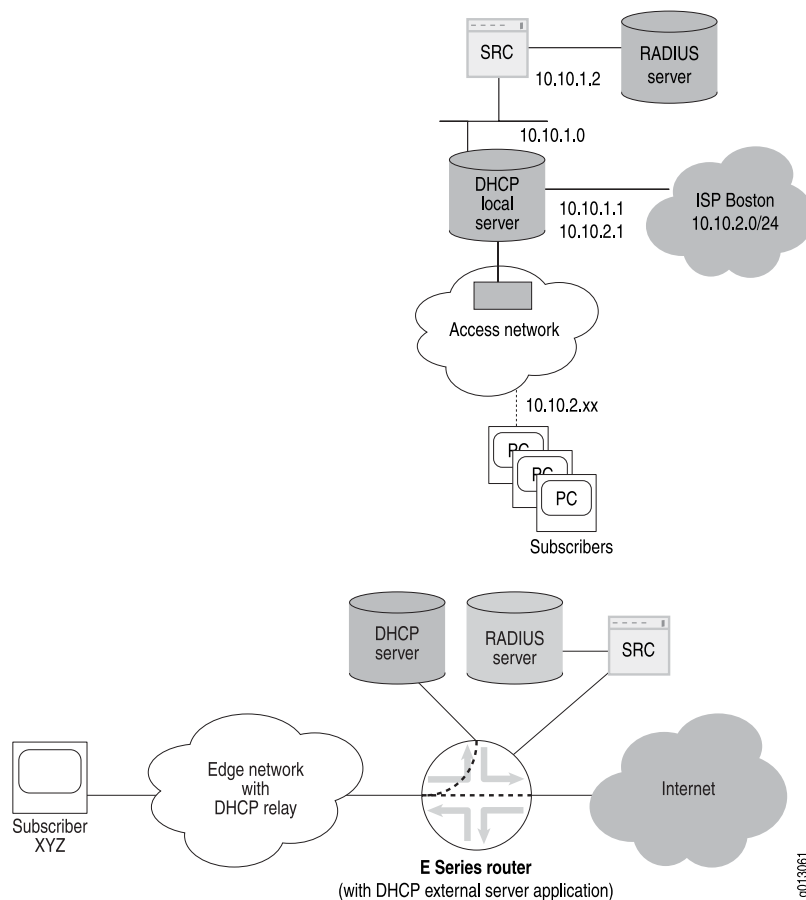 SRC
RADIUS
server
10.10.1.2
10.10.1.0
DHCP
local
server
10.10.1.1
10.10.2.1
ISP Boston
10.10.2.0/24
Access network
10.10.2.xx
PC
PC
PC
Subscribers
DHCP
server
RADIUS
server
SRC
Subscriber
XYZ
Edge network
with
DHCP relay
Internet
E Series router
(with DHCP external server application)
g013061